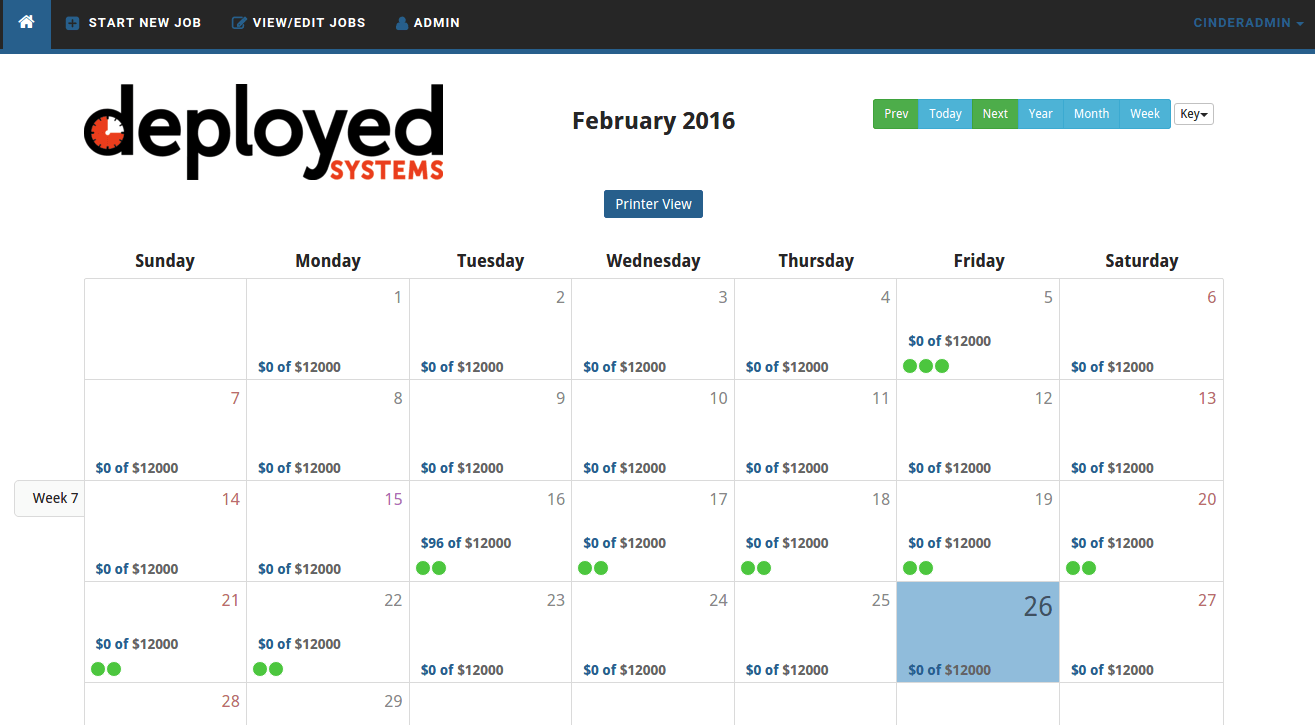 START NEW JOB VIEW/EDIT JOBS ADMIN CINDERADMIN
deployed
SYSTEMS
February 2016
Prev Today Next Year Month Week Key
Printer View
Sunday Monday Tuesday Wednesday Thursday Friday Saturday
1 2 3 4 5 6
$0 of $12000
$0 of $12000 $0 of $12000 $0 of $12000 $0 of $12000 $0 of $12000
7 8 9 10 11 12 13
$0 of $12000 $0 of $12000 $0 of $12000 $0 of $12000 $0 of $12000 $0 of $12000 $0 of $12000
Week 7 14 15 16 17 18 19 20
$96 of $12000 $0 of $12000 $0 of $12000 $0 of $12000 $0 of $12000
$0 of $12000 $0 of $12000
21 22 23 24 25 26 27
$0 of $12000 $0 of $12000
$0 of $12000 $0 of $12000 $0 of $12000 $0 of $12000 $0 of $12000
28 29